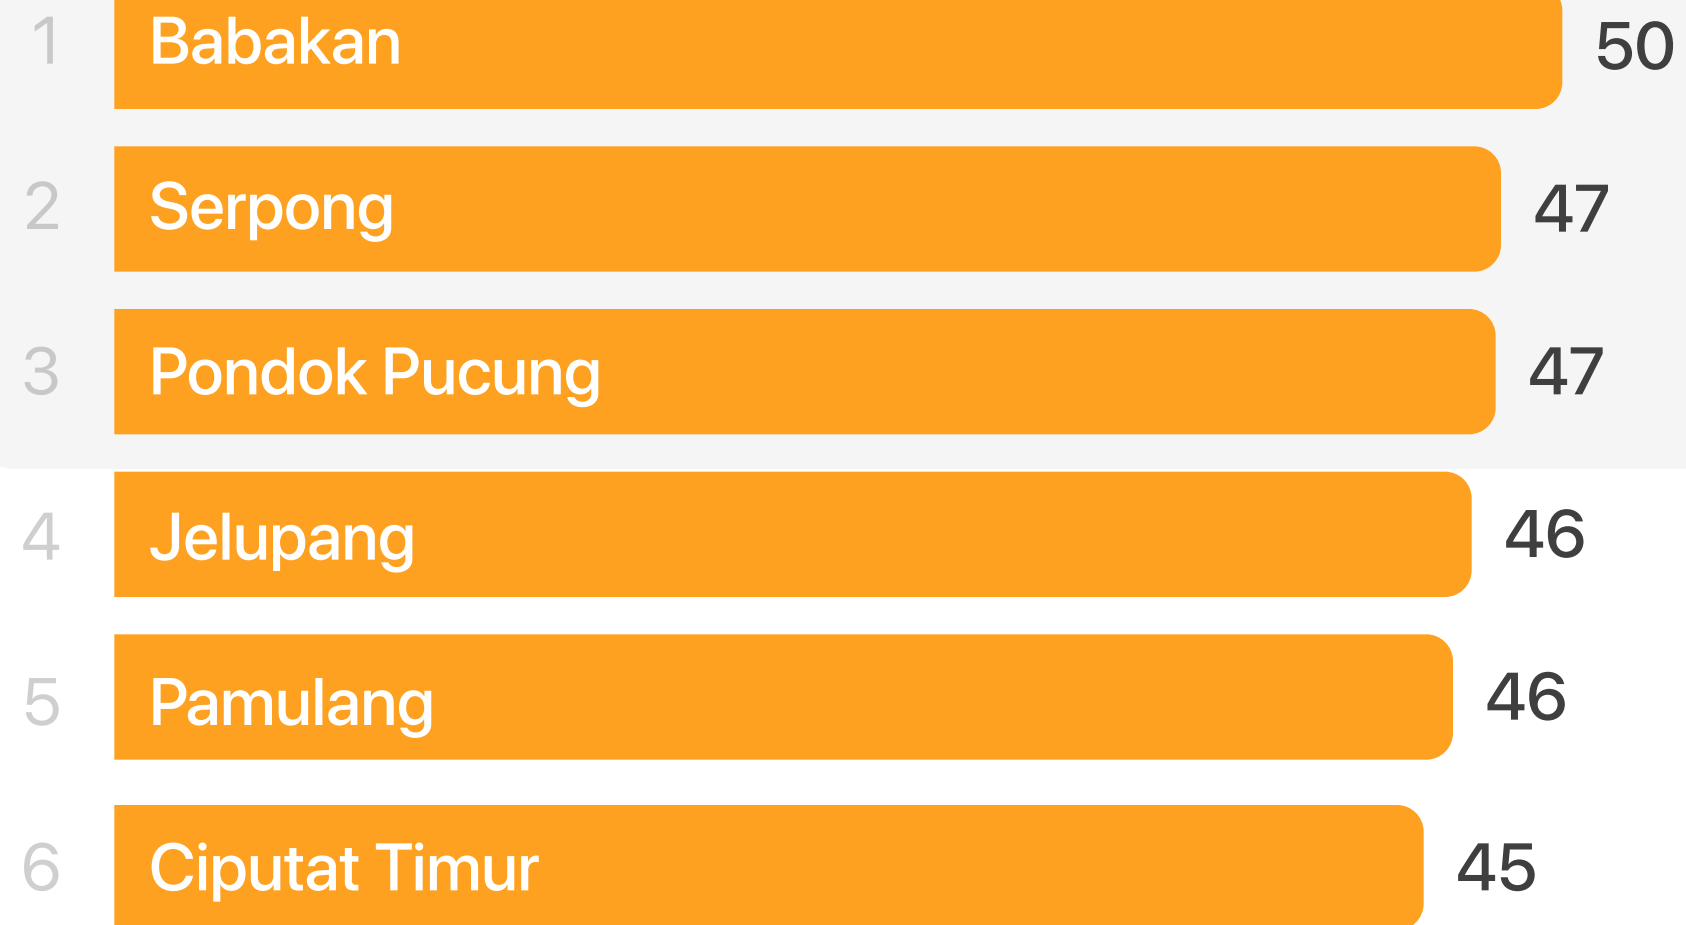 1 Babakan 50
2 Serpong 47
3 Pondok Pucung 47
4 Jelupang 46
5 Pamulang 46
6 Ciputat Timur 45